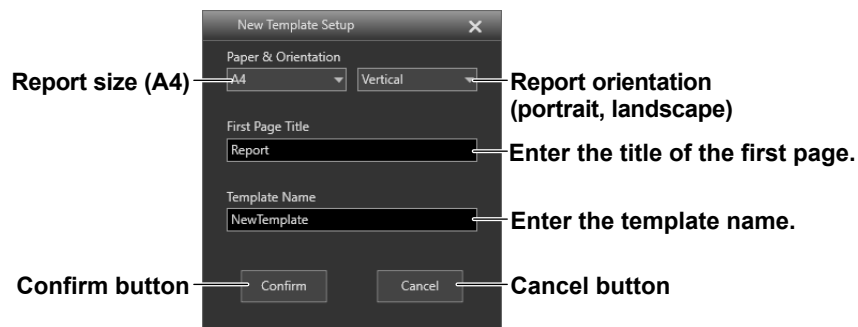 New Template Setup
Paper & Orientation
Report size (A4)
A4
Vertical
Report orientation
(portrait, landscape)
First Page Title
Report
Enter the title of the first page.
Template Name
NewTemplate
Enter the template name.
Confirm button
Confirm
Cancel
Cancel button